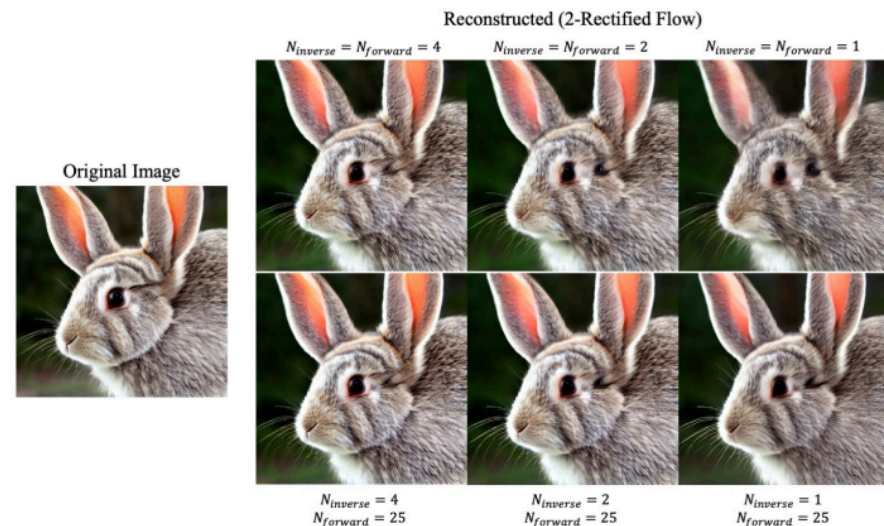 Reconstructed (2-Rectified Flow)
N_inverse = N_forward = 4
N_inverse = N_forward = 2
N_inverse = N_forward = 1
Original Image
N_inverse = 4
N_forward = 25
N_inverse = 2
N_forward = 25
N_inverse = 1
N_forward = 25